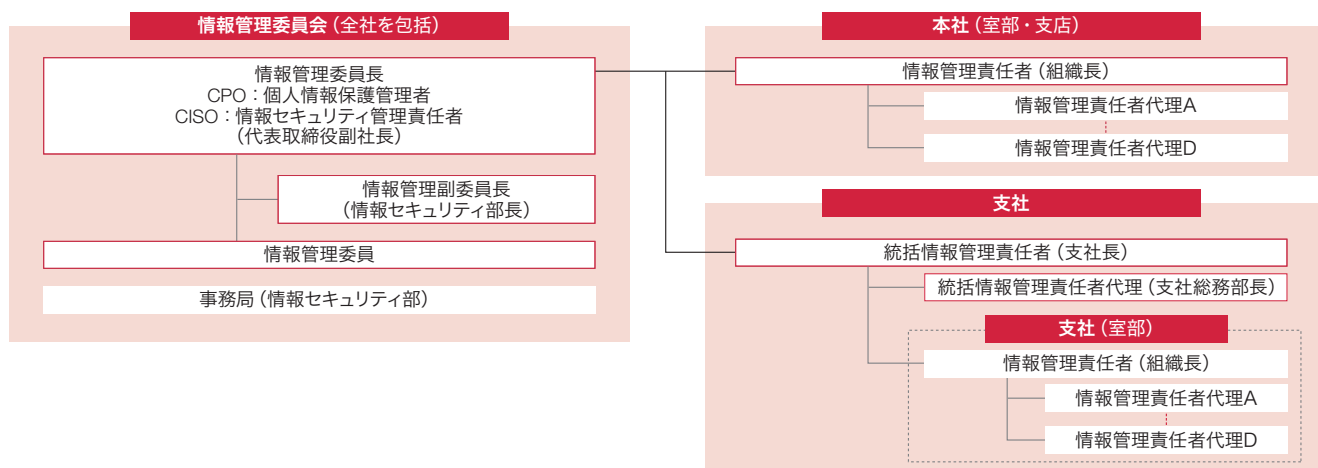 情報管理委員会（全社を包括）
情報管理委員長
CPO：個人情報保護管理者
CISO：情報セキュリティ管理責任者
（代表取締役副社長）
情報管理副委員長
（情報セキュリティ部長）
情報管理委員
事務局（情報セキュリティ部）
本社（室部・支店）
情報管理責任者（組織長）
情報管理責任者代理A
情報管理責任者代理D
支社
統括情報管理責任者（支社長）
統括情報管理責任者代理（支社総務部長）
支社（室部）
情報管理責任者（組織長）
情報管理責任者代理A
情報管理責任者代理D